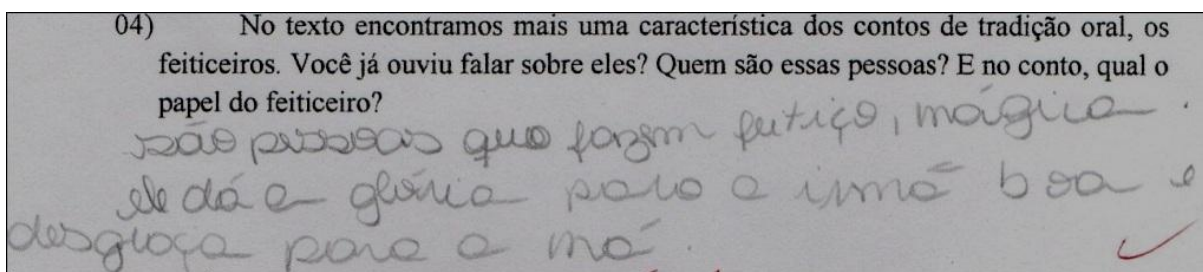 04) No texto encontramos mais uma característica dos contos de tradição oral, os
feiticeiros. Você já ouviu falar sobre eles? Quem são essas pessoas? E no conto, qual o
papel do feiticeiro?
são pessoas que fazem feitiço, mágica.
ele dá a glória para a irmã boa e
desgraça para a má.